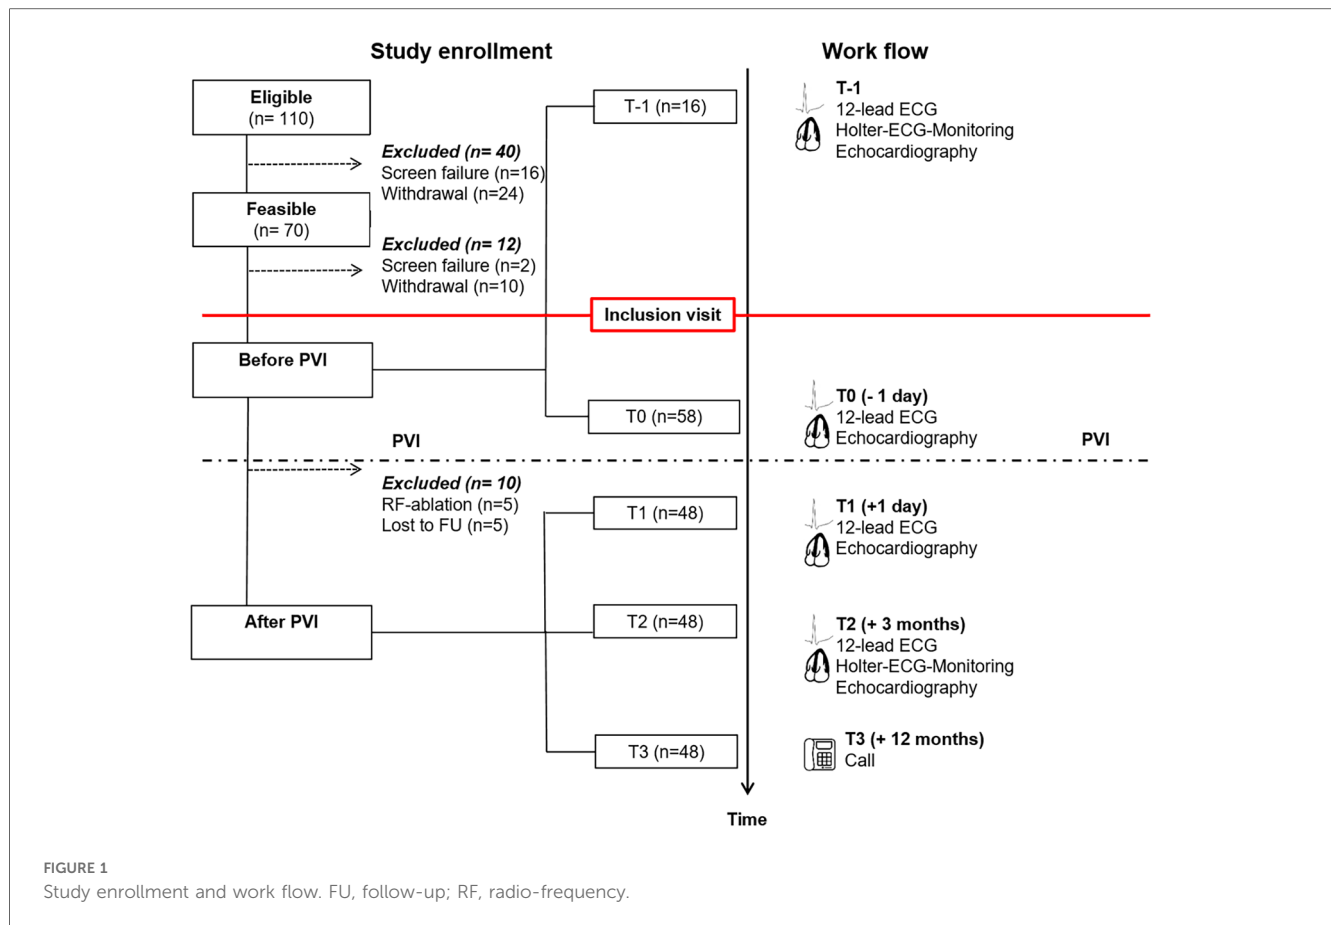 Study enrollment
Work flow
Eligible
(n= 110)
Excluded (n= 40)
Screen failure (n=16)
Withdrawal (n=24)
Feasible
(n= 70)
Excluded (n= 12)
Screen failure (n=2)
Withdrawal (n=10)
T-1 (n=16)
T-1
12-lead ECG
Holter-ECG-Monitoring
Echocardiography
Inclusion visit
Before PVI
T0 (n=58)
T0 (- 1 day)
12-lead ECG
Echocardiography
PVI
PVI
Excluded (n= 10)
RF-ablation (n=5)
Lost to FU (n=5)
T1 (n=48)
T1 (+1 day)
12-lead ECG
Echocardiography
After PVI
T2 (n=48)
T2 (+ 3 months)
12-lead ECG
Holter-ECG-Monitoring
Echocardiography
T3 (n=48)
T3 (+ 12 months)
Call
Time
FIGURE 1
Study enrollment and work flow. FU, follow-up; RF, radio-frequency.